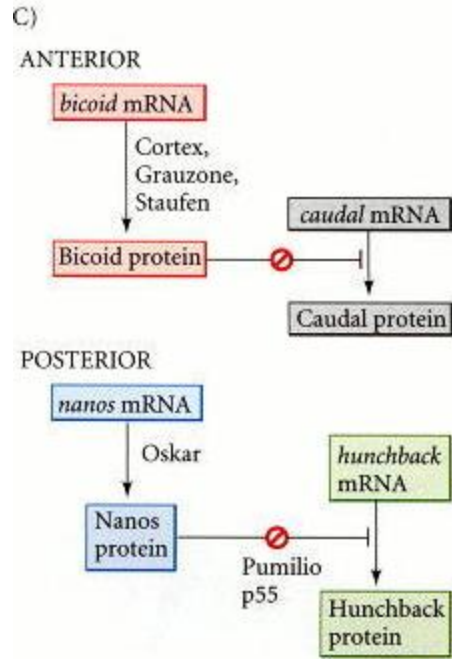 C)
ANTERIOR
bicoid mRNA
Cortex,
Grauzone,
Staufen
caudal mRNA
Bicoid protein
Caudal protein
POSTERIOR
nanos mRNA
Oskar
hunchback
mRNA
Nanos
protein
Pumilio
p55
Hunchback
protein